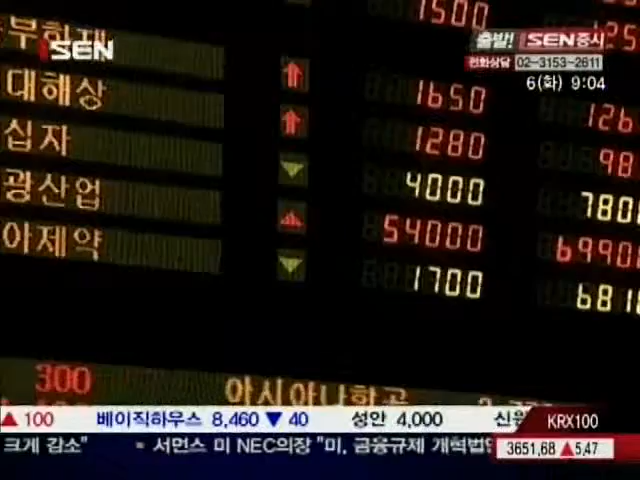 1500
iSEN
출발! SEN증시
전화상담 02-3153-2611
6(화) 9:04
대해상 1650 126
십자 1280 98
광산업 4000 780
아제약 54000 6990
1700 681
300
아시아나항공
▲ 100 베이직하우스 8,460 ▼ 40 성안 4,000 신원 KRX100
크게 감소" 서먼스 미 NEC의장 "미, 금융규제 개혁법안 3651,68 ▲5,47